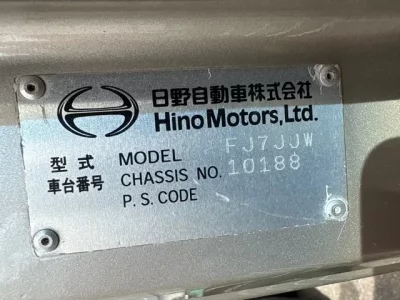 日野自動車株式会社
Hino Motors, Ltd.
型式 MODEL FJ7JJW
車台番号 CHASSIS NO. 10188
P.S. CODE